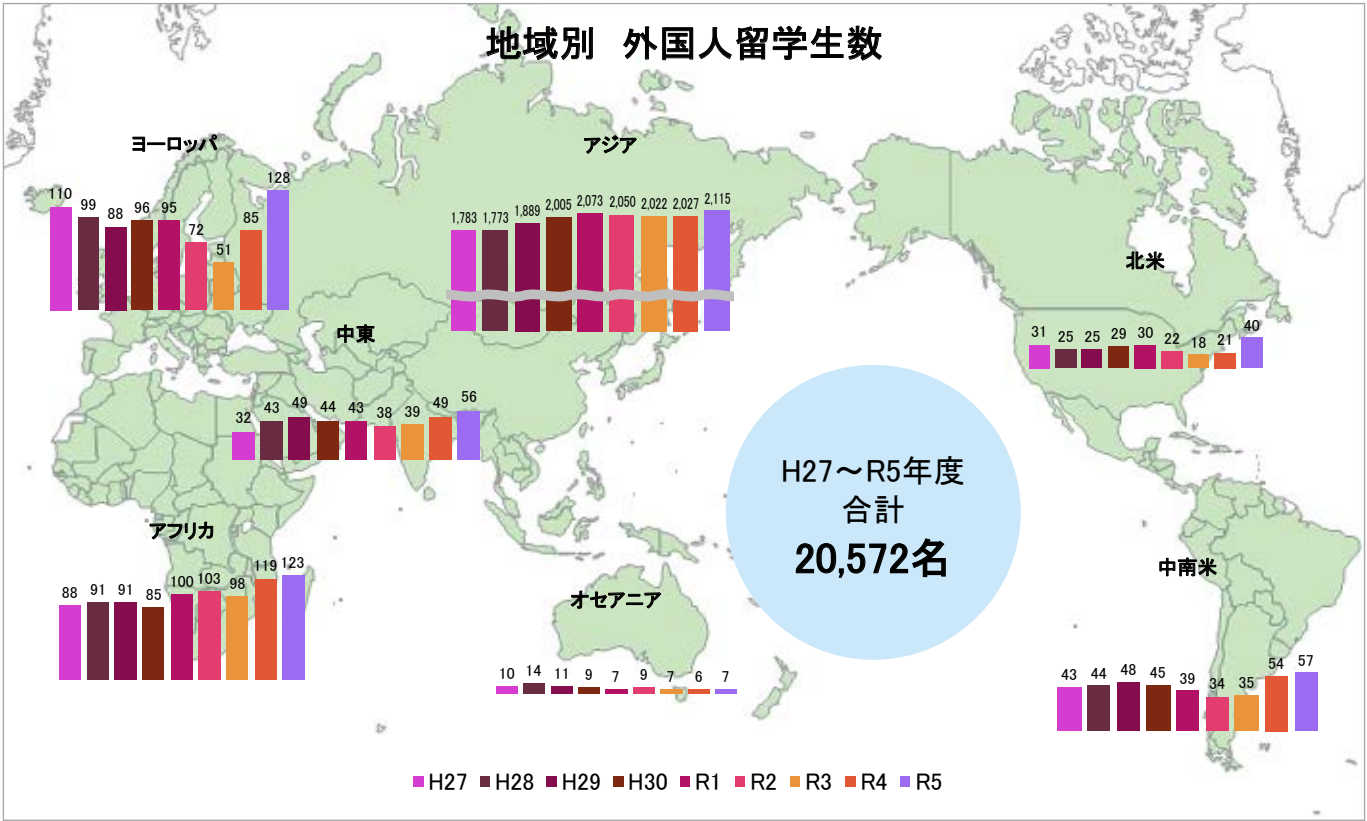 地域別　外国人留学生数
ヨーロッパ
110 99 88 96 95 72 51 85 128
アジア
1,783 1,773 1,889 2,005 2,073 2,050 2,022 2,027 2,115
北米
31 25 25 29 30 22 18 21 40
中東
32 43 49 44 43 38 39 49 56
H27～R5年度
合計
20,572名
アフリカ
88 91 91 85 100 103 98 119 123
オセアニア
10 14 11 9 7 9 7 6 7
中南米
43 44 48 45 39 34 35 54 57
H27 H28 H29 H30 R1 R2 R3 R4 R5